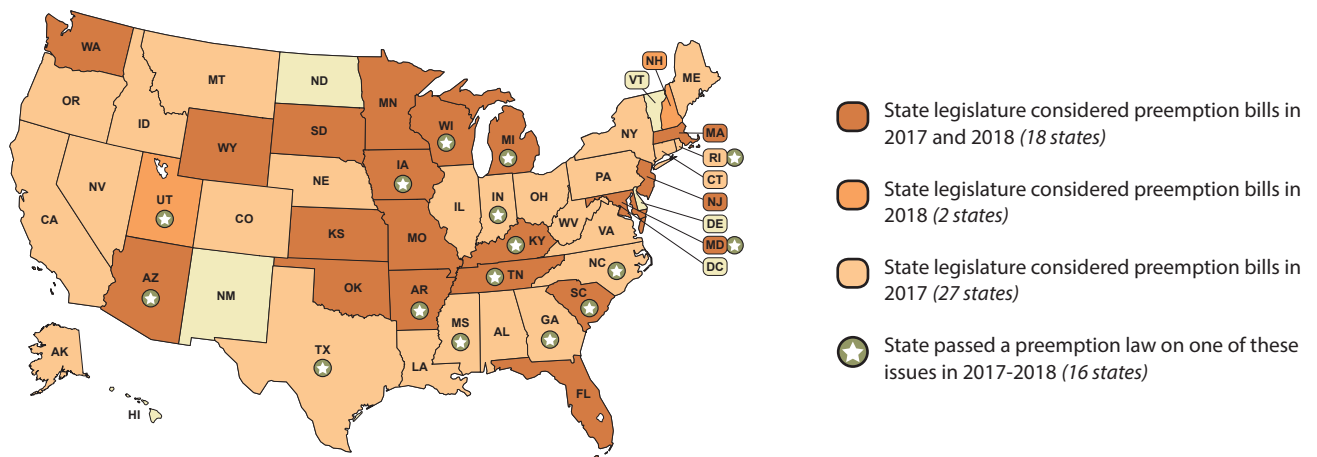 WA
MT
ND
MN
OR
ID
SD
WI
MI
VT
NH
ME
NY
MA
RI
CT
NJ
DE
MD
DC
WY
IA
NE
PA
NV
UT
CO
IL
IN
OH
WV
VA
CA
KS
MO
KY
NC
TN
AZ
NM
OK
AR
SC
MS
AL
GA
TX
LA
AK
HI
FL
State legislature considered preemption bills in
2017 and 2018 (18 states)
State legislature considered preemption bills in
2018 (2 states)
State legislature considered preemption bills in
2017 (27 states)
State passed a preemption law on one of these
issues in 2017-2018 (16 states)